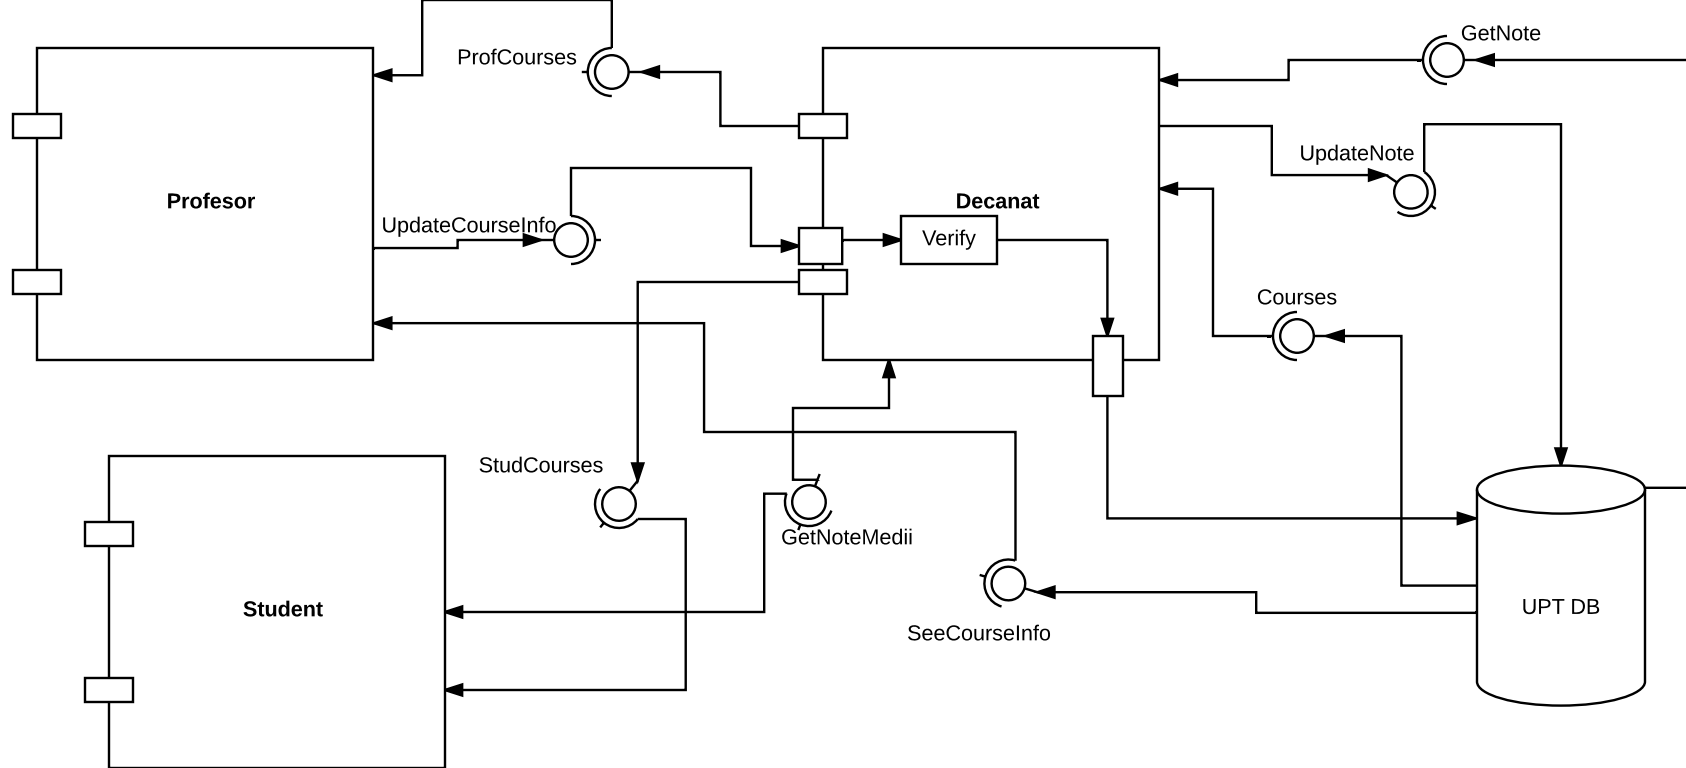 GetNote
ProfCourses
UpdateNote
Profesor
Decanat
UpdateCourseInfo
Verify
Courses
StudCourses
GetNoteMedii
Student
UPT DB
SeeCourseInfo